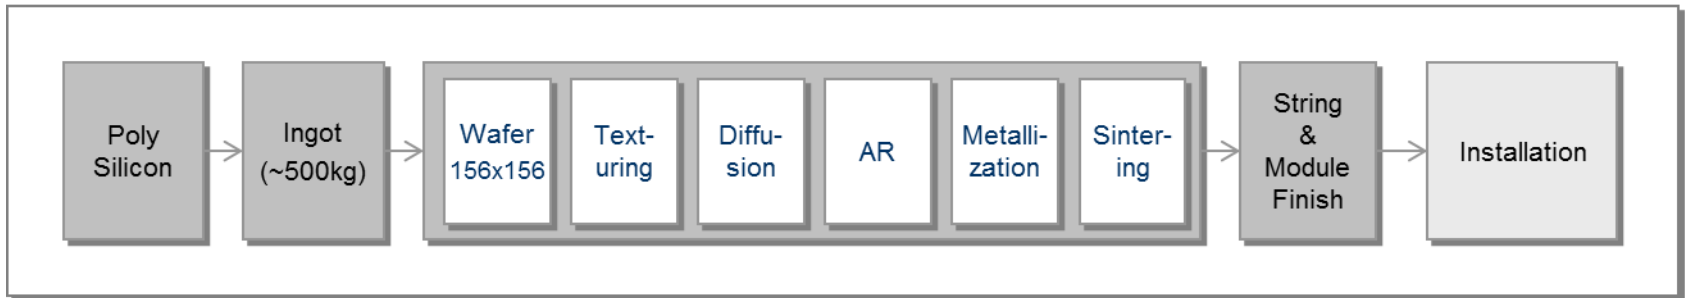 Poly
Silicon
Ingot
(~500kg)
Wafer
156x156
Text-
uring
Diffu-
sion
AR
Metalli-
zation
Sinter-
ing
String
&
Module
Finish
Installation